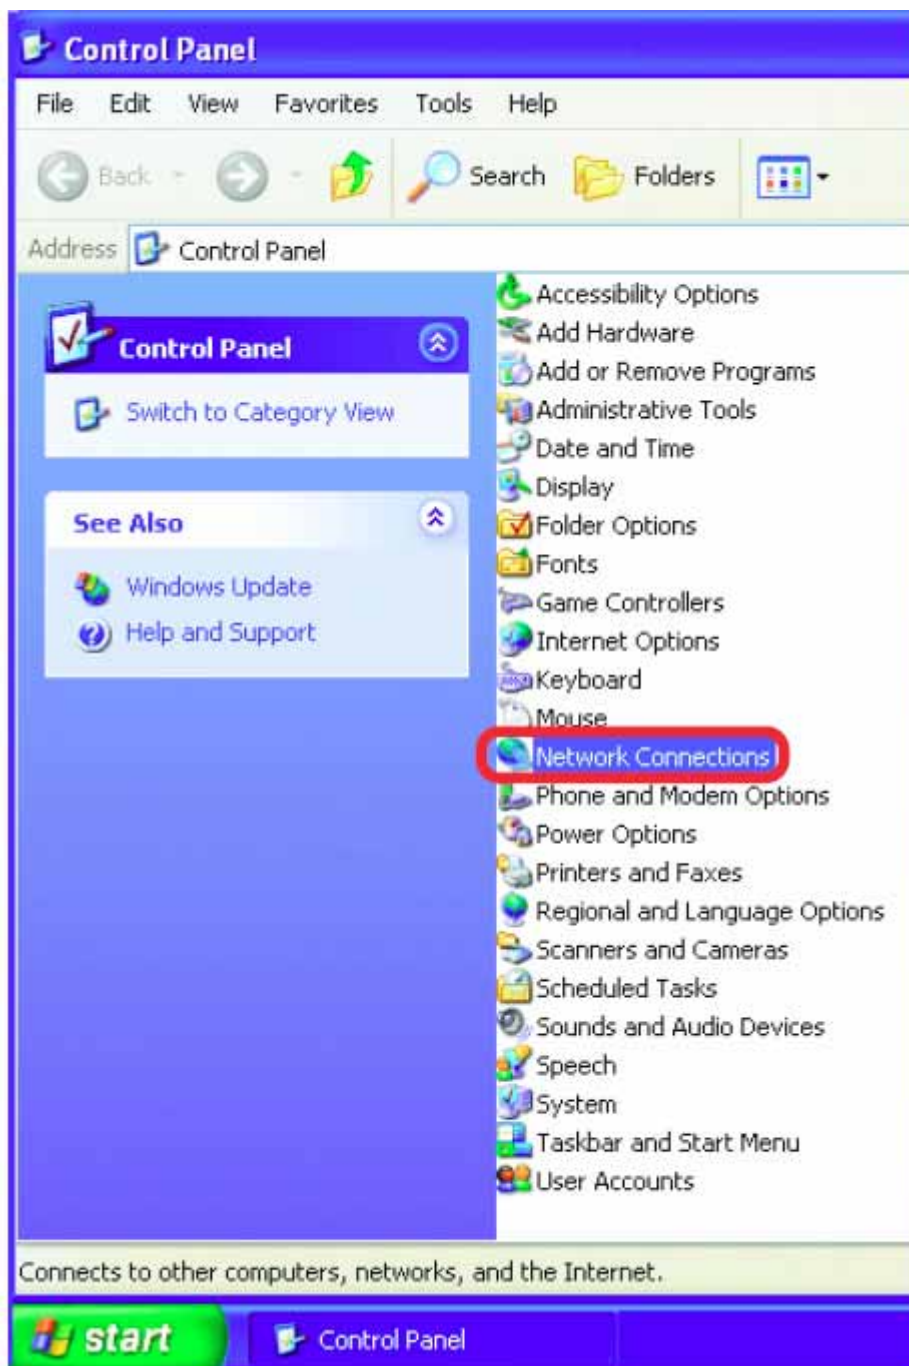 Control Panel
File Edit View Favorites Tools Help
Back Search Folders
Address Control Panel
Control Panel
Switch to Category View
See Also
Windows Update
Help and Support
Accessibility Options
Add Hardware
Add or Remove Programs
Administrative Tools
Date and Time
Display
Folder Options
Fonts
Game Controllers
Internet Options
Keyboard
Mouse
Network Connections
Phone and Modem Options
Power Options
Printers and Faxes
Regional and Language Options
Scanners and Cameras
Scheduled Tasks
Sounds and Audio Devices
Speech
System
Taskbar and Start Menu
User Accounts
Connects to other computers, networks, and the Internet.
start Control Panel